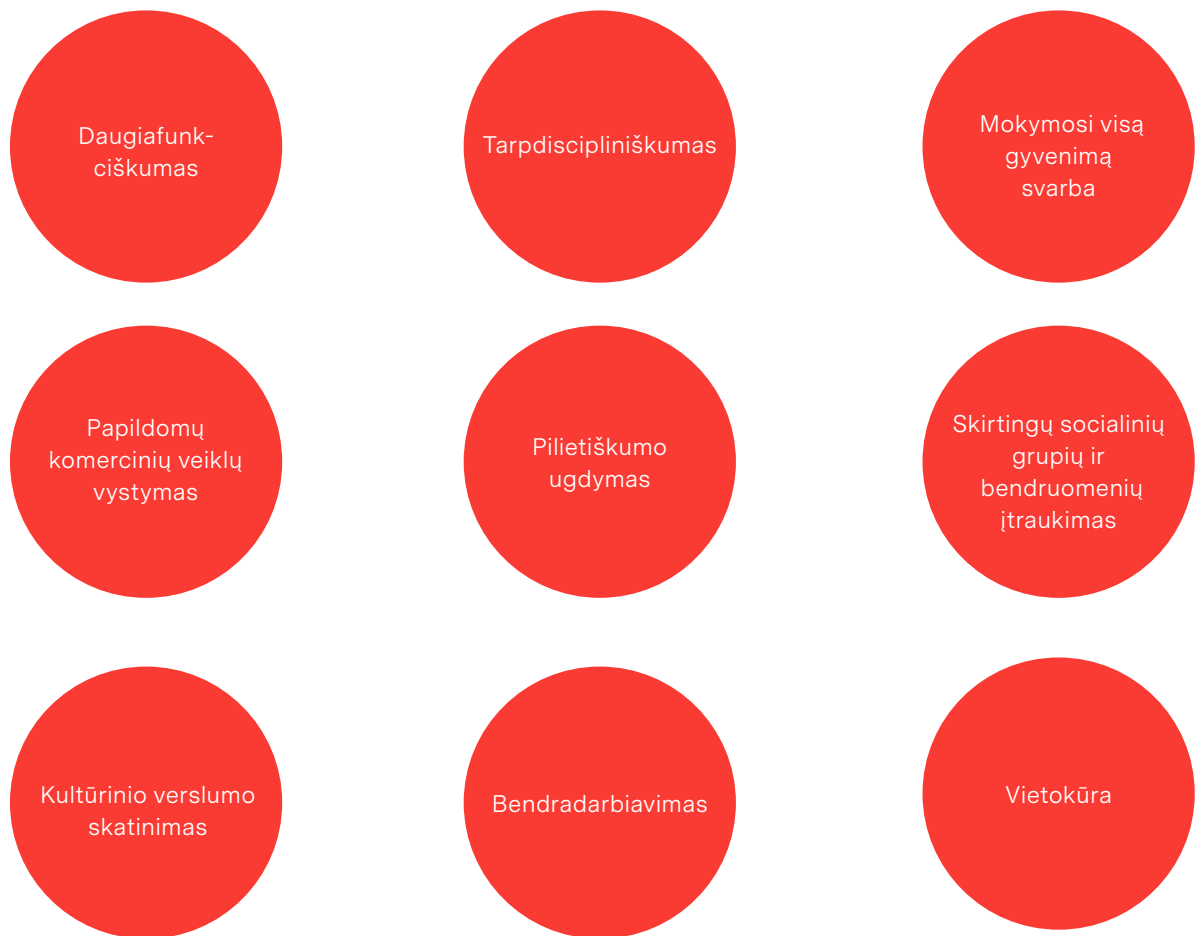 Daugiafunk-
ciškumas
Tarpdiscipliniškumas
Mokymosi visą
gyvenimą
svarba
Papildomų
komercinių veiklų
vystymas
Pilietiškumo
ugdymas
Skirtingų socialinių
grupių ir
bendruomenių
įtraukimas
Kultūrinio verslumo
skatinimas
Bendradarbiavimas
Vietokūra